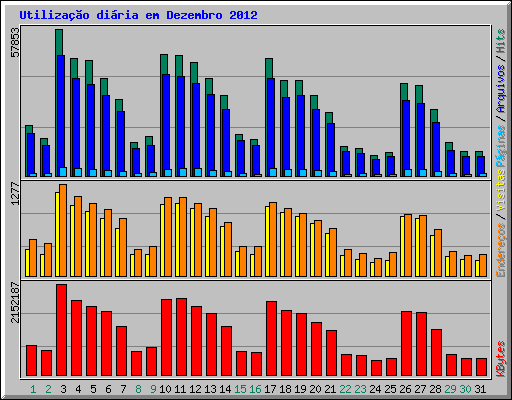 Utilização diária em Dezembro 2012
57853
1277
2152187
Endereços / Visitas Páginas / Arquivos / Hits
KBytes
1 2 3 4 5 6 7 8 9 10 11 12 13 14 15 16 17 18 19 20 21 22 23 24 25 26 27 28 29 30 31